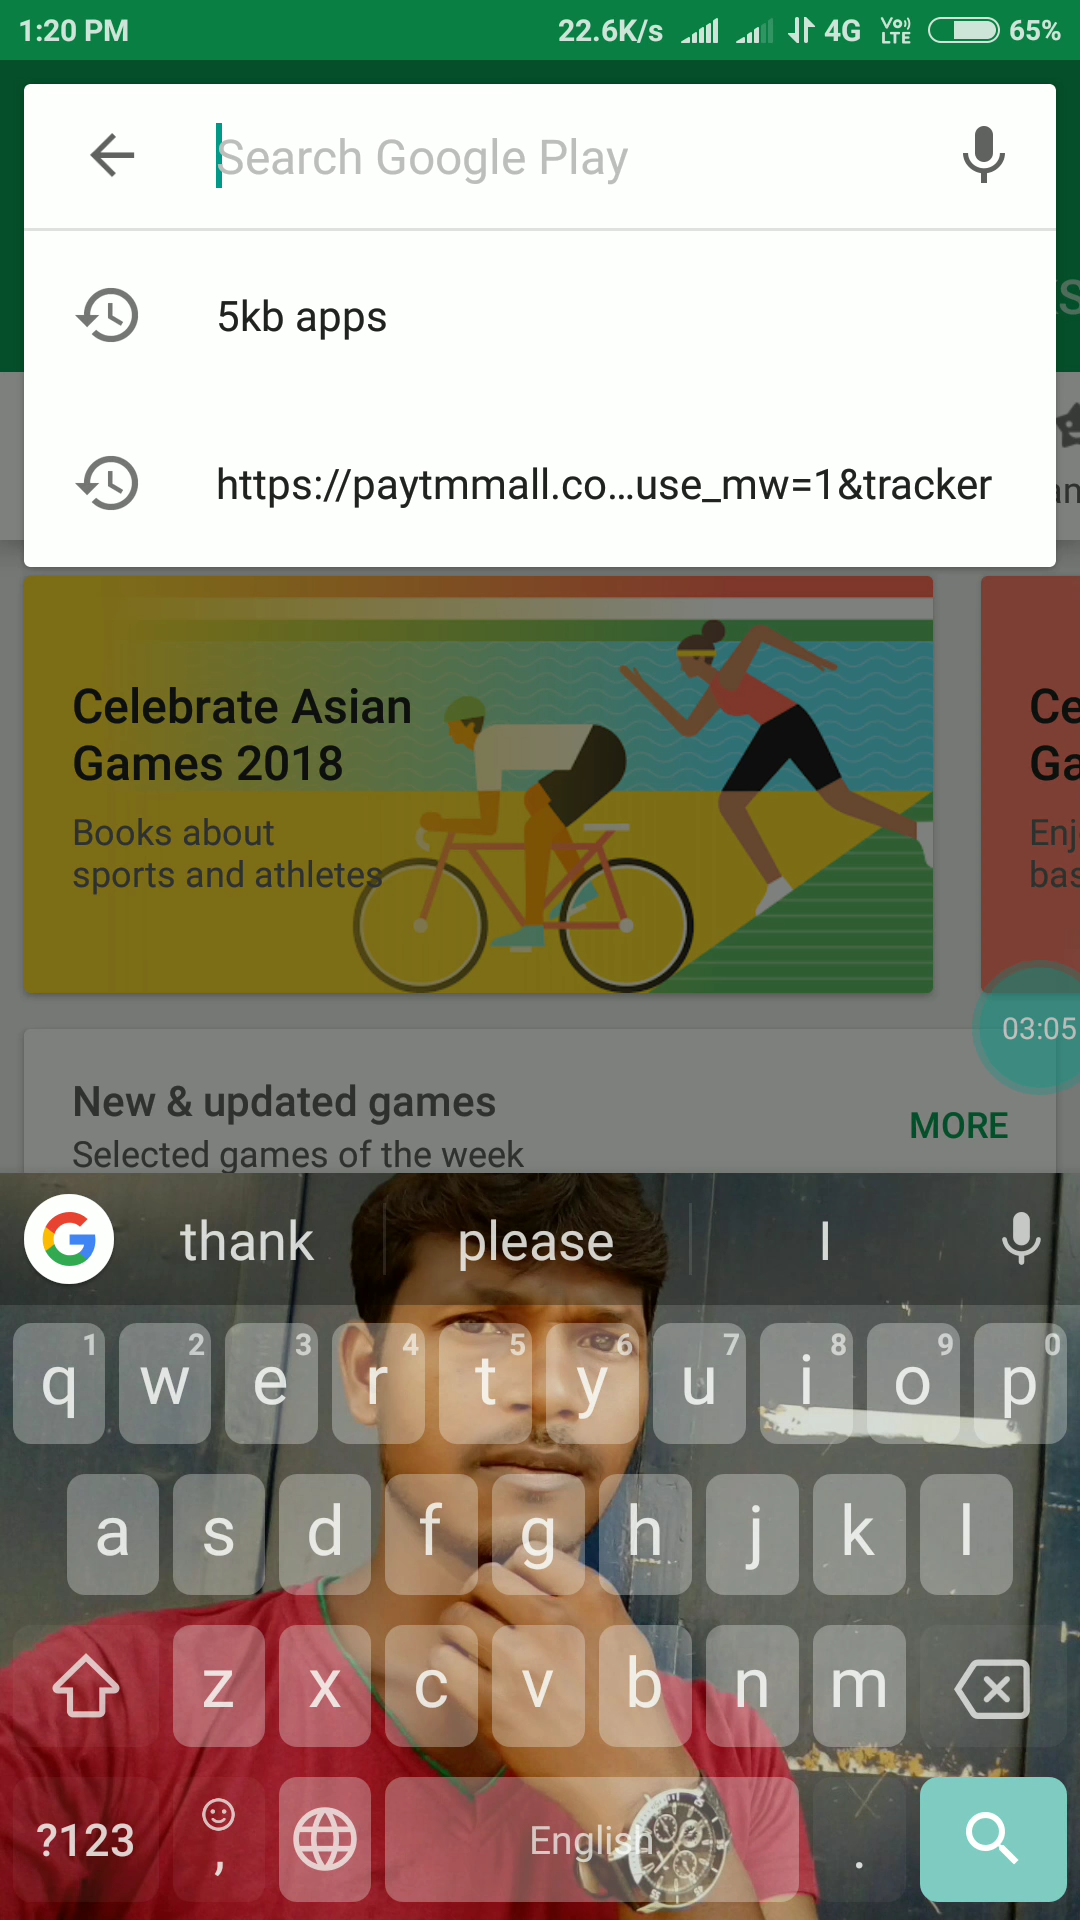 1:20 PM 22.6K/s 4G Vo)) LTE 65%
Search Google Play
5kb apps
https://paytmmall.co...use_mw=1&tracker
Celebrate Asian
Games 2018
Books about
sports and athletes
Ce
Ga
Enj
bas
03:05
New & updated games
MORE
Selected games of the week
G thank please I
1 2 3 4 5 6 7 8 9 0
q w e r t y u i o p
a s d f g h j k l
z x c v b n m
?123 , English .